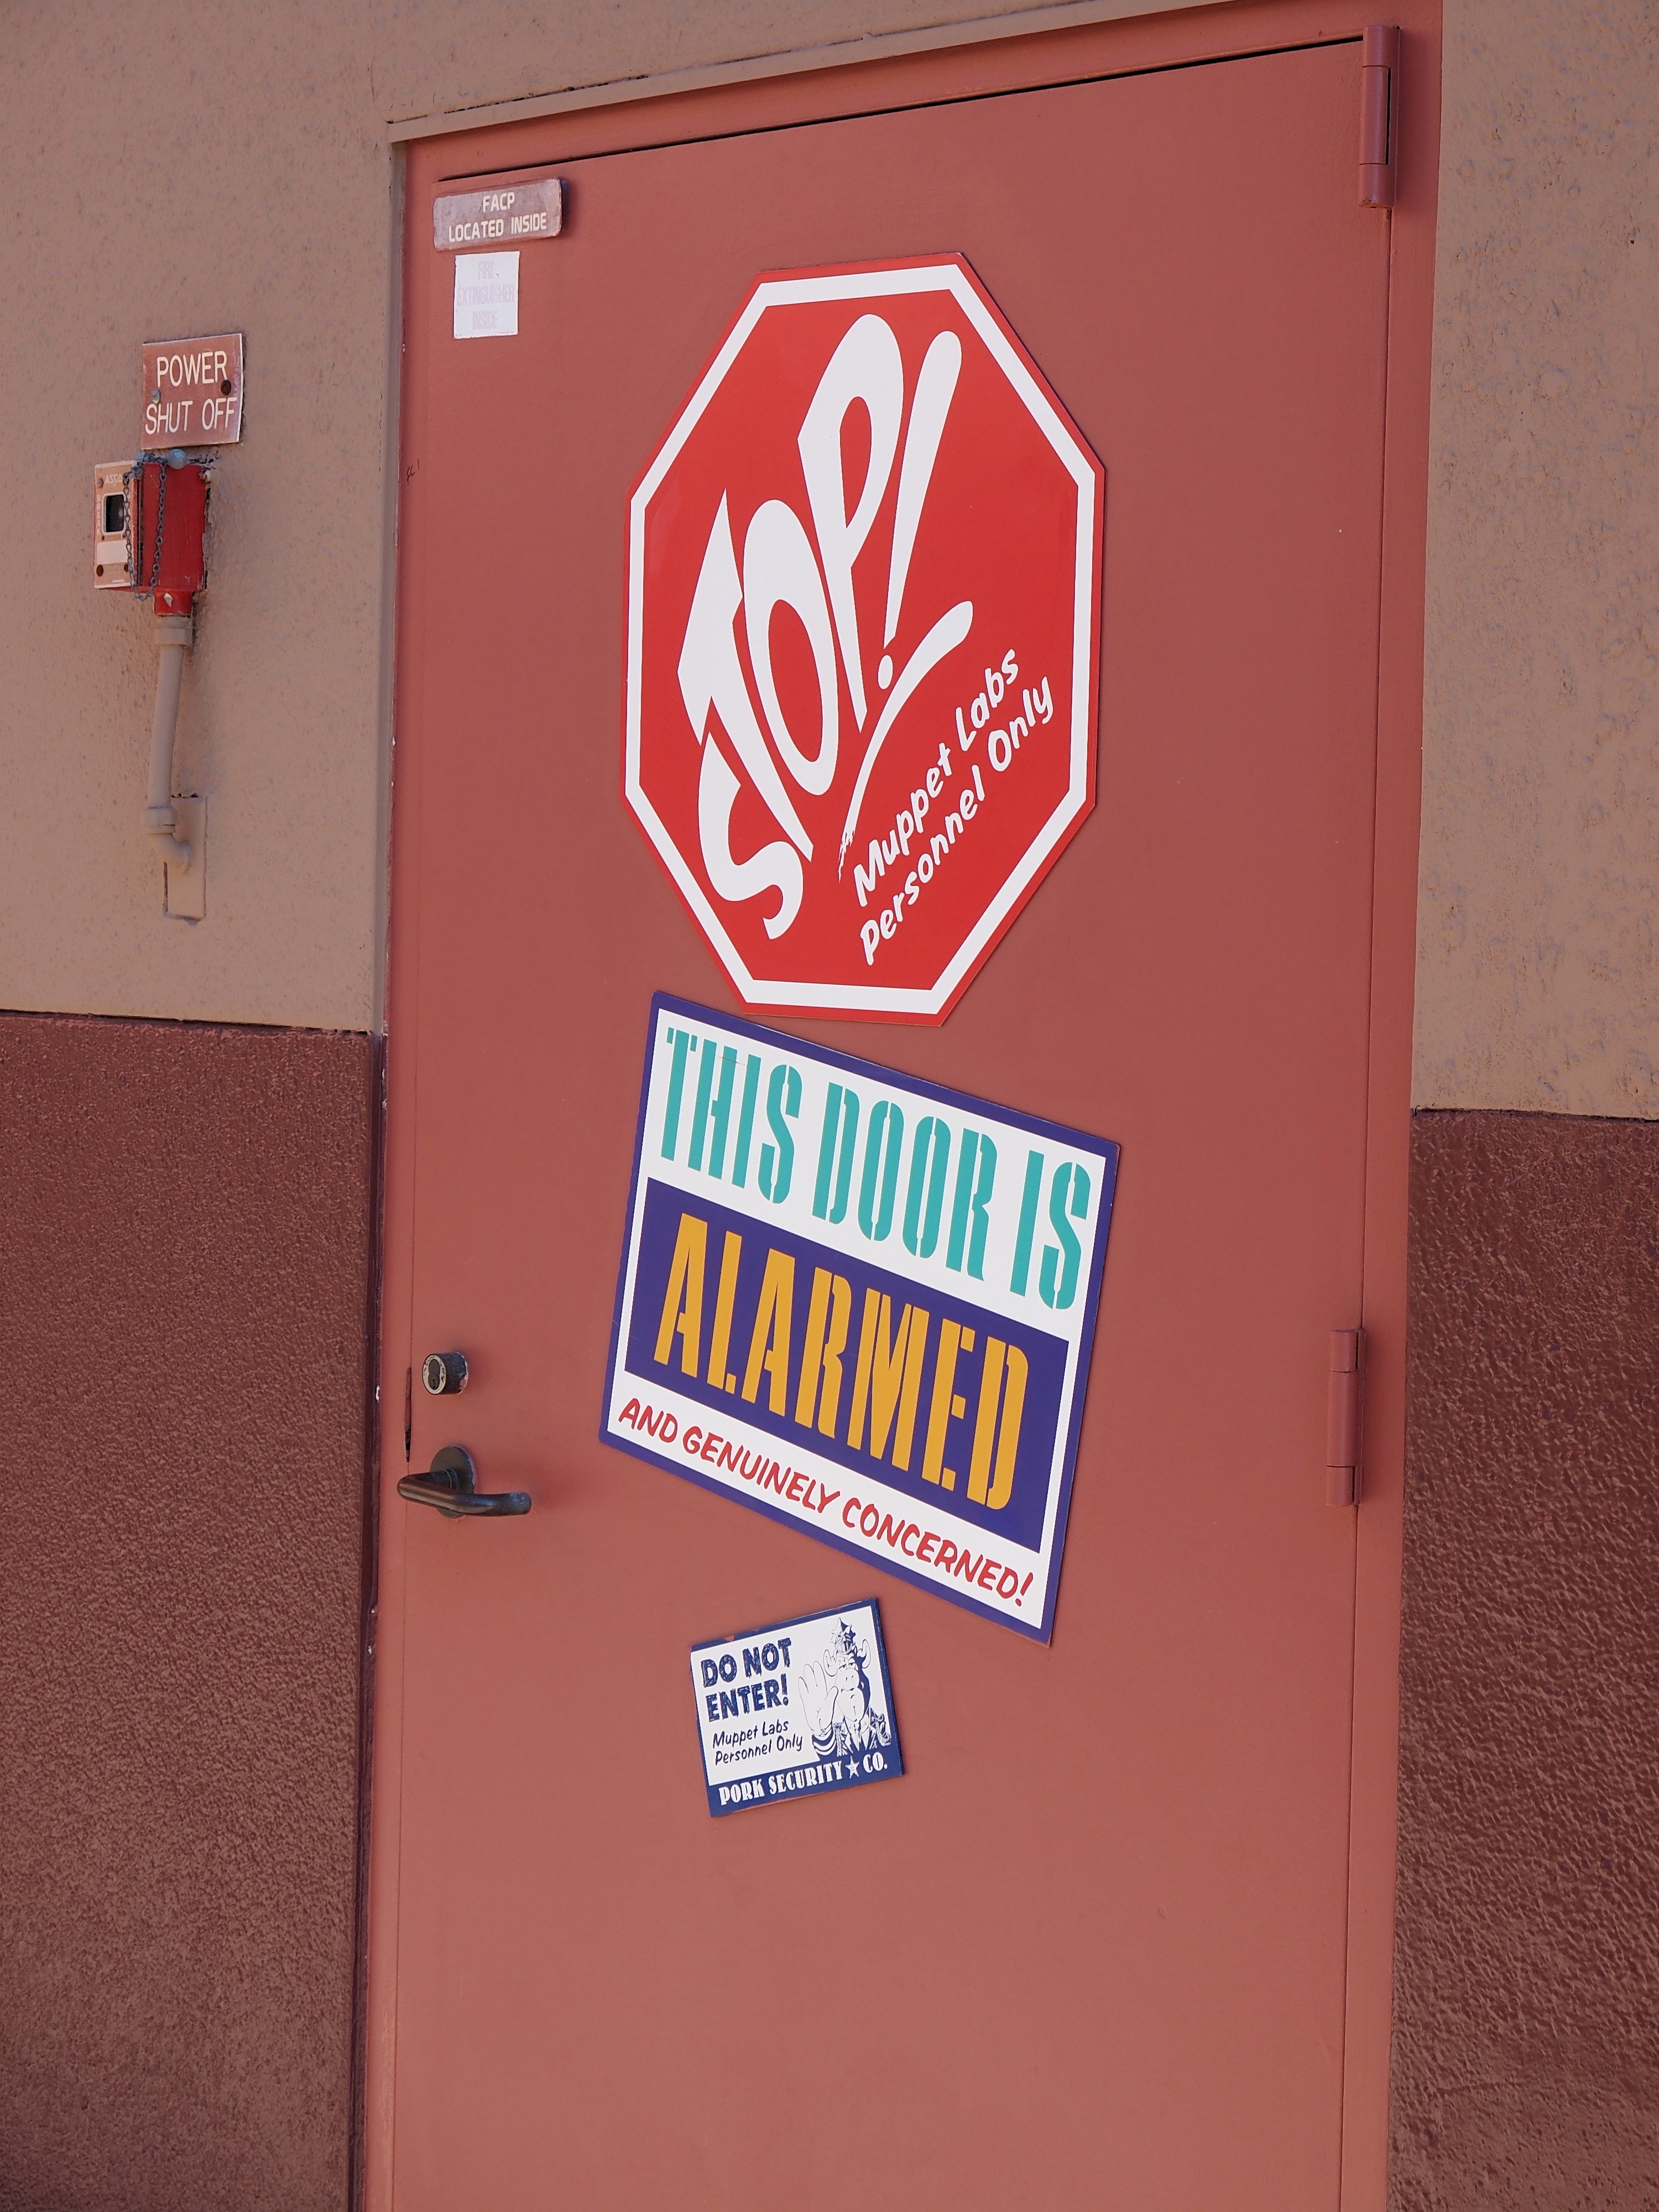 FACP
LOCATED INSIDE
FIRE
EXTINGUISHER
INSIDE
POWER
SHUT OFF
STOP!
Muppet Labs
Personnel Only
THIS DOOR IS
ALARMED
AND GENUINELY CONCERNED!
DO NOT
ENTER!
Muppet Labs
Personnel Only
PORK SECURITY CO.